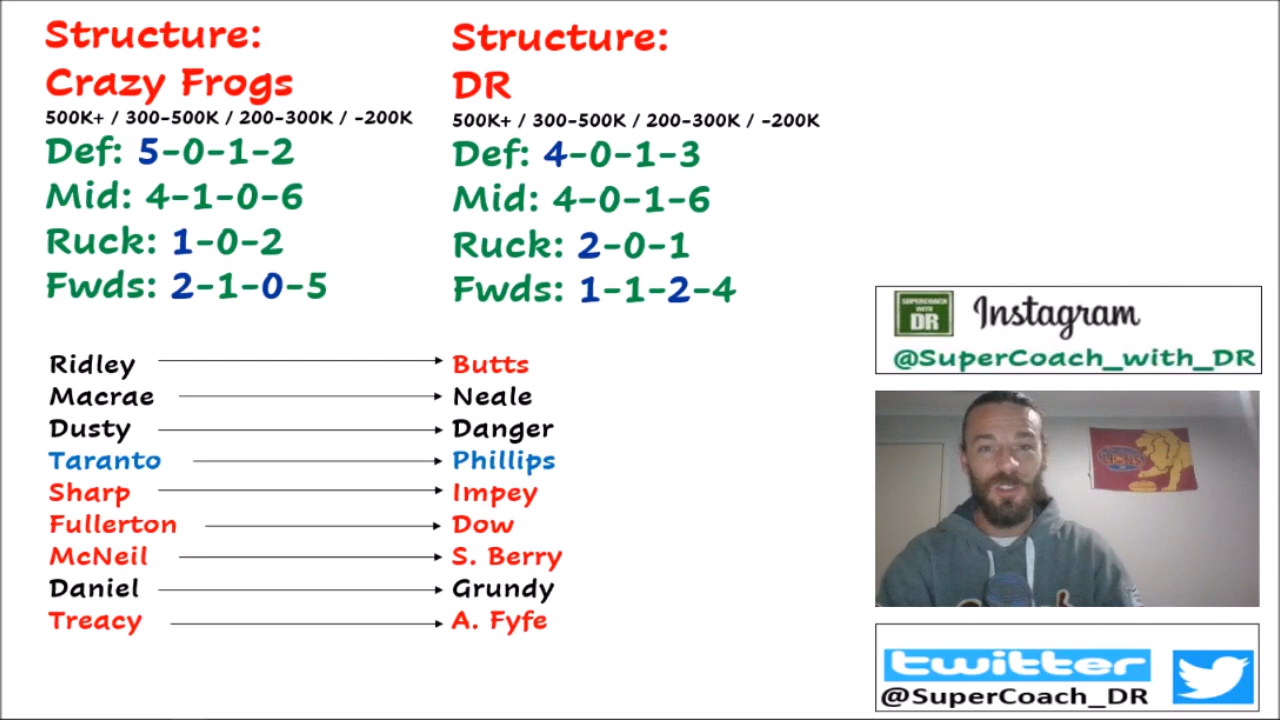 Structure:
Crazy Frogs
500K+ / 300-500K / 200-300K / -200K
Def: 5-0-1-2
Mid: 4-1-0-6
Ruck: 1-0-2
Fwds: 2-1-0-5
Structure:
DR
500K+ / 300-500K / 200-300K / -200K
Def: 4-0-1-3
Mid: 4-0-1-6
Ruck: 2-0-1
Fwds: 1-1-2-4
Ridley Butts
Macrae Neale
Dusty Danger
Taranto Phillips
Sharp Impey
Fullerton Dow
McNeil S. Berry
Daniel Grundy
Treacy A. Fyfe
SUPERCOACH
WITH
DR
Instagram
@SuperCoach_with_DR
LIONS
twitter
@SuperCoach_DR